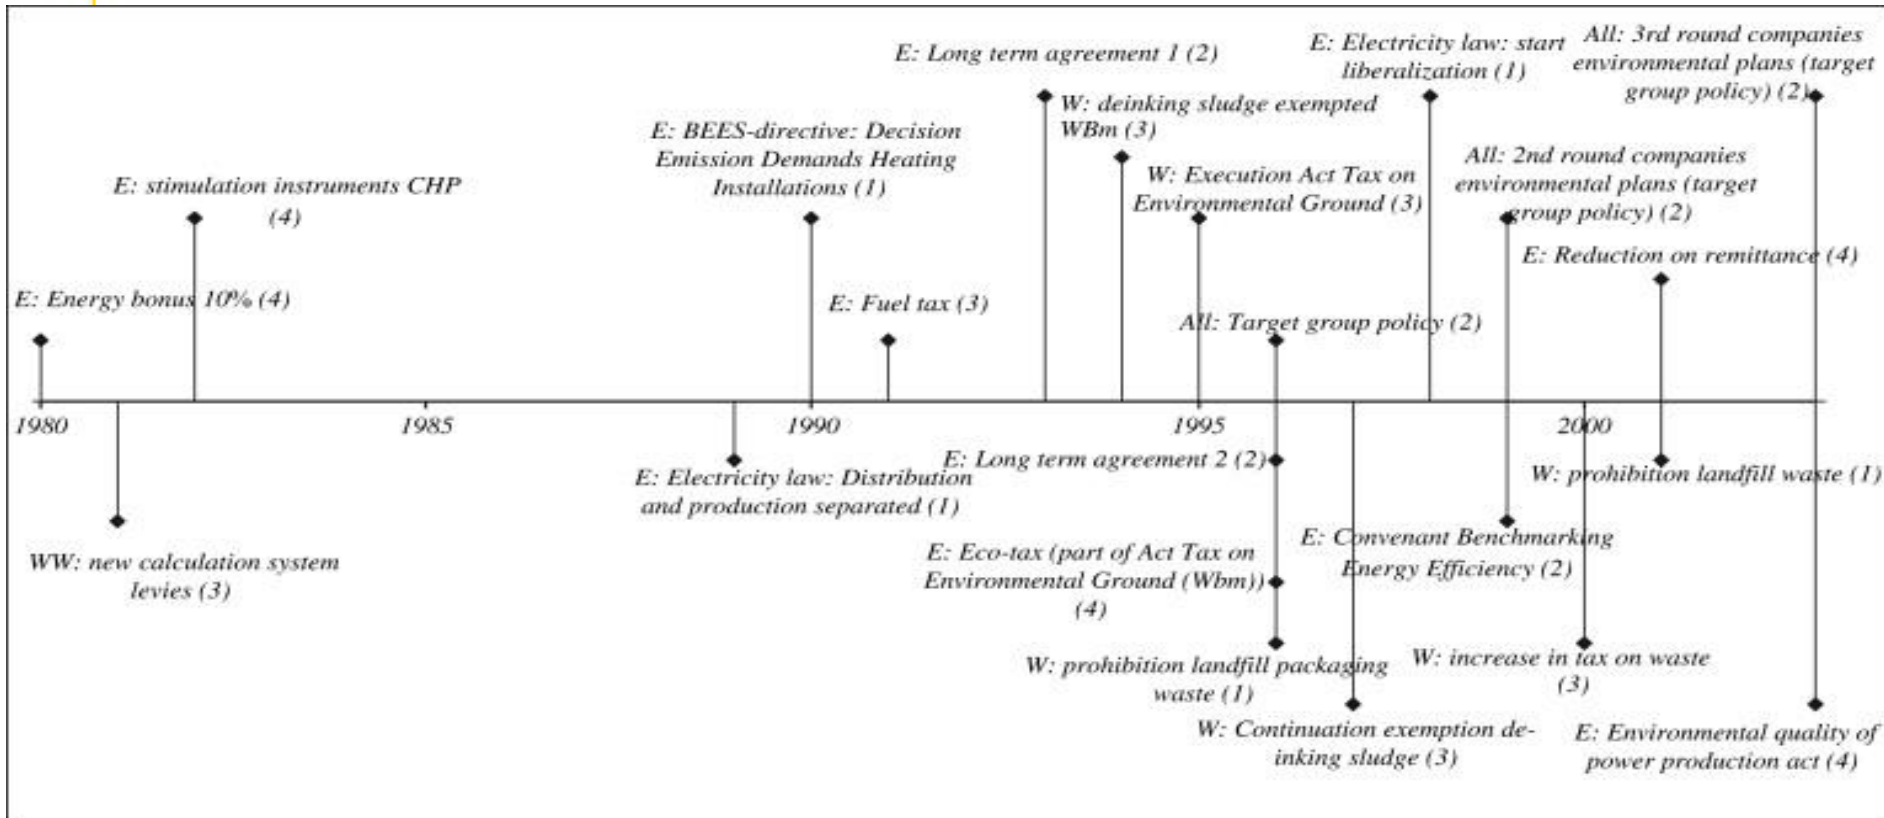 E: Long term agreement 1 (2)
E: Electricity law: start
liberalization (1)
All: 3rd round companies
environmental plans (target
group policy) (2)
W: deinking sludge exempted
WBm (3)
E: BEES-directive: Decision
Emission Demands Heating
Installations (1)
All: 2nd round companies
environmental plans (target
group policy) (2)
E: stimulation instruments CHP
(4)
W: Execution Act Tax on
Environmental Ground (3)
E: Reduction on remittance (4)
E: Energy bonus 10% (4)
E: Fuel tax (3)
All: Target group policy (2)
1980
1985
1990
1995
2000
E: Long term agreement 2 (2)
E: Electricity law: Distribution
and production separated (1)
W: prohibition landfill waste (1)
WW: new calculation system
levies (3)
E: Eco-tax (part of Act Tax on
Environmental Ground (Wbm))
(4)
E: Convenant Benchmarking
Energy Efficiency (2)
W: prohibition landfill packaging
waste (1)
W: increase in tax on waste
(3)
W: Continuation exemption de-
inking sludge (3)
E: Environmental quality of
power production act (4)